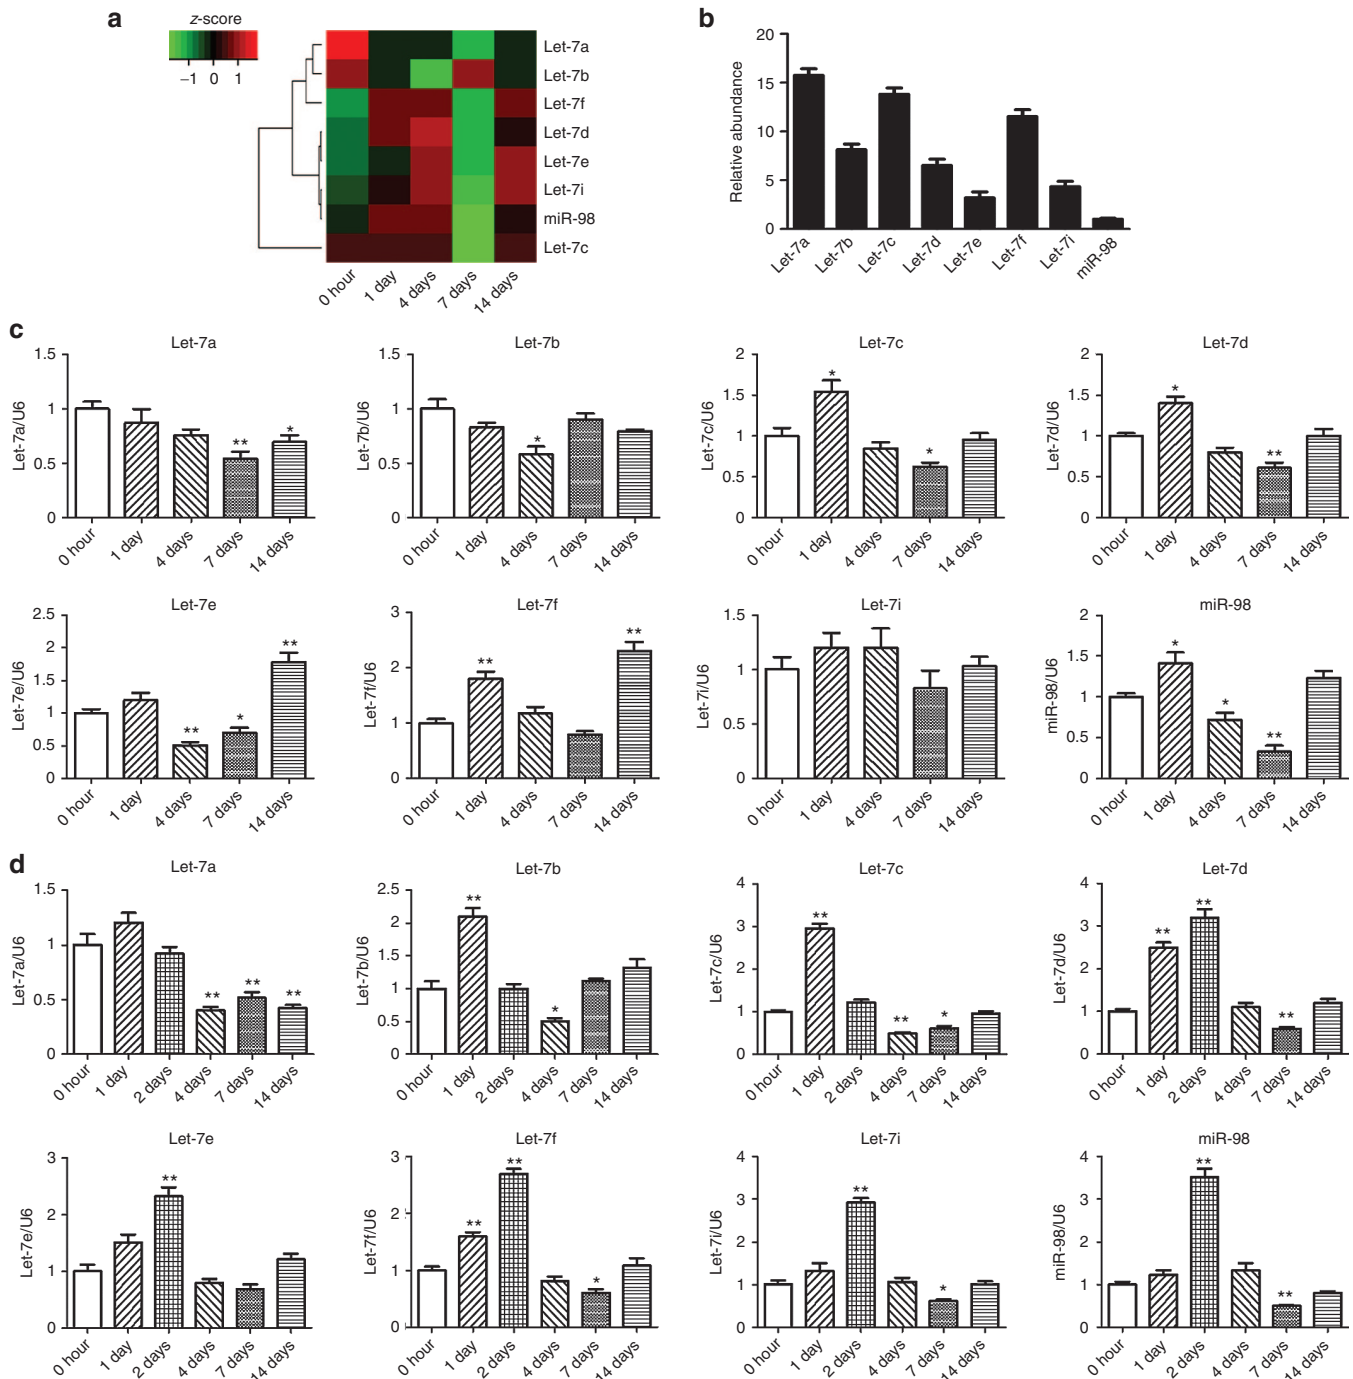 a
z-score
−1 0 1
Let-7a
Let-7b
Let-7f
Let-7d
Let-7e
Let-7i
miR-98
Let-7c
0 hour 1 day 4 days 7 days 14 days
b
Relative abundance
20
15
10
5
0
Let-7a Let-7b Let-7c Let-7d Let-7e Let-7f Let-7i miR-98
c
Let-7a
Let-7a/U6
1.5
1
0.5
0
** *
0 hour 1 day 4 days 7 days 14 days
Let-7b
Let-7b/U6
1.5
1
0.5
0
*
0 hour 1 day 4 days 7 days 14 days
Let-7c
Let-7c/U6
2
1.5
1
0.5
0
* *
0 hour 1 day 4 days 7 days 14 days
Let-7d
Let-7d/U6
2
1.5
1
0.5
0
* **
0 hour 1 day 4 days 7 days 14 days
Let-7e
Let-7e/U6
2.5
2
1.5
1
0.5
0
** * **
0 hour 1 day 4 days 7 days 14 days
Let-7f
Let-7f/U6
3
2
1
0
** **
0 hour 1 day 4 days 7 days 14 days
Let-7i
Let-7i/U6
1.5
1
0.5
0
0 hour 1 day 4 days 7 days 14 days
miR-98
miR-98/U6
2
1.5
1
0.5
0
* * **
0 hour 1 day 4 days 7 days 14 days
d
Let-7a
Let-7a/U6
1.5
1
0.5
0
** ** **
0 hour 1 day 2 days 4 days 7 days 14 days
Let-7b
Let-7b/U6
2.5
2
1.5
1
0.5
0
** *
0 hour 1 day 2 days 4 days 7 days 14 days
Let-7c
Let-7c/U6
4
3
2
1
0
** ** *
0 hour 1 day 2 days 4 days 7 days 14 days
Let-7d
Let-7d/U6
4
3
2
1
0
** ** **
0 hour 1 day 2 days 4 days 7 days 14 days
Let-7e
Let-7e/U6
3
2
1
0
**
0 hour 1 day 2 days 4 days 7 days 14 days
Let-7f
Let-7f/U6
3
2
1
0
** ** *
0 hour 1 day 2 days 4 days 7 days 14 days
Let-7i
Let-7i/U6
4
3
2
1
0
** *
0 hour 1 day 2 days 4 days 7 days 14 days
miR-98
miR-98/U6
4
3
2
1
0
** **
0 hour 1 day 2 days 4 days 7 days 14 days